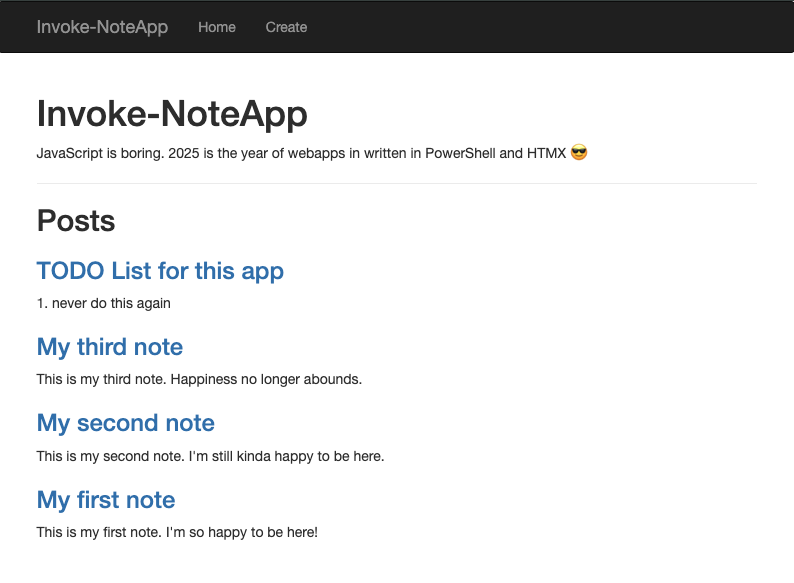 Invoke-NoteApp Home Create
Invoke-NoteApp
JavaScript is boring. 2025 is the year of webapps in written in PowerShell and HTMX 😎
Posts
TODO List for this app
1. never do this again
My third note
This is my third note. Happiness no longer abounds.
My second note
This is my second note. I'm still kinda happy to be here.
My first note
This is my first note. I'm so happy to be here!